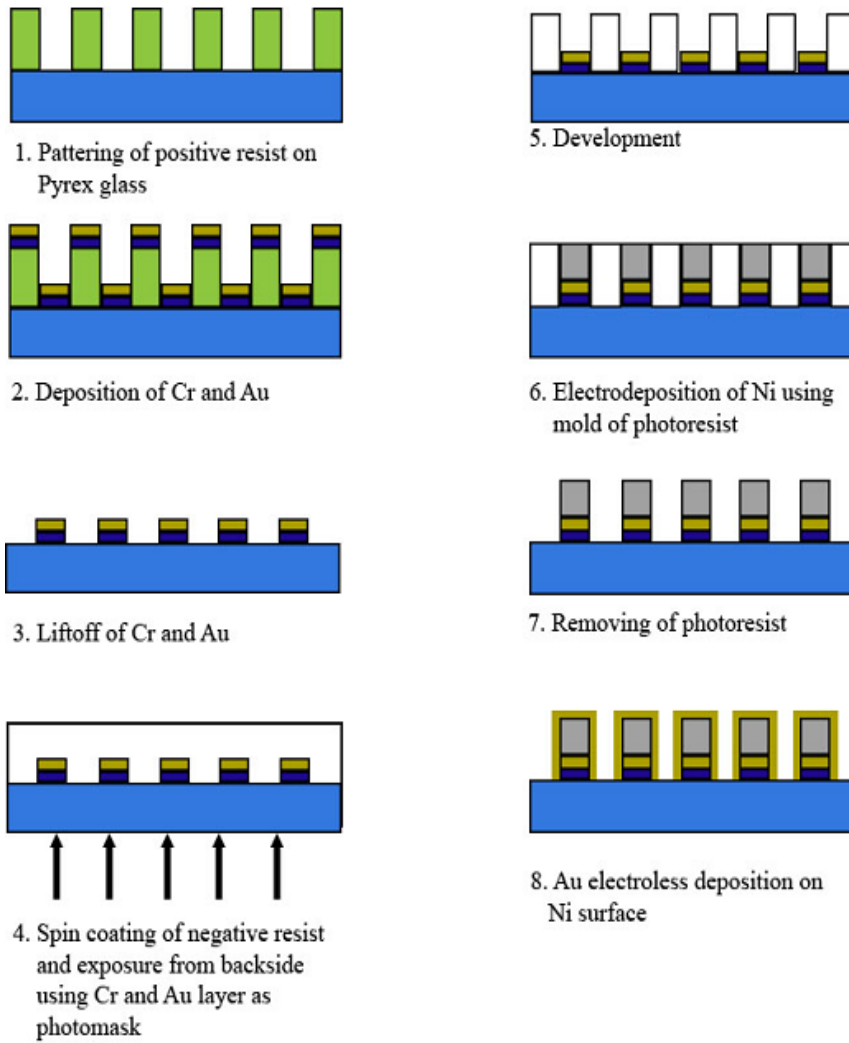 1. Pattering of positive resist on
Pyrex glass
2. Deposition of Cr and Au
3. Liftoff of Cr and Au
4. Spin coating of negative resist
and exposure from backside
using Cr and Au layer as
photomask
5. Development
6. Electrodeposition of Ni using
mold of photoresist
7. Removing of photoresist
8. Au electroless deposition on
Ni surface